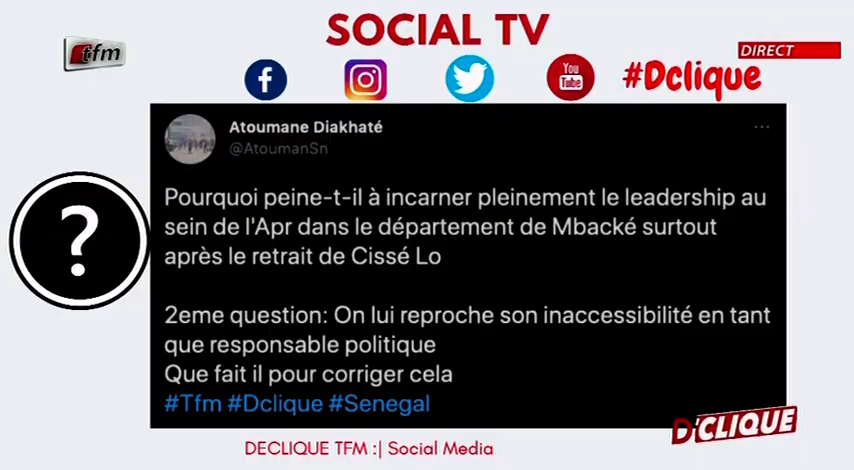 SOCIAL TV
tfm
DIRECT
You
Tube
#Dclique
Atoumane Diakhaté
@AtoumanSn
Pourquoi peine-t-il à incarner pleinement le leadership au
sein de l'Apr dans le département de Mbacké surtout
après le retrait de Cissé Lo
2eme question: On lui reproche son inaccessibilité en tant
que responsable politique
Que fait il pour corriger cela
#Tfm #Dclique #Senegal
D'CLIQUE
DECLIQUE TFM :| Social Media